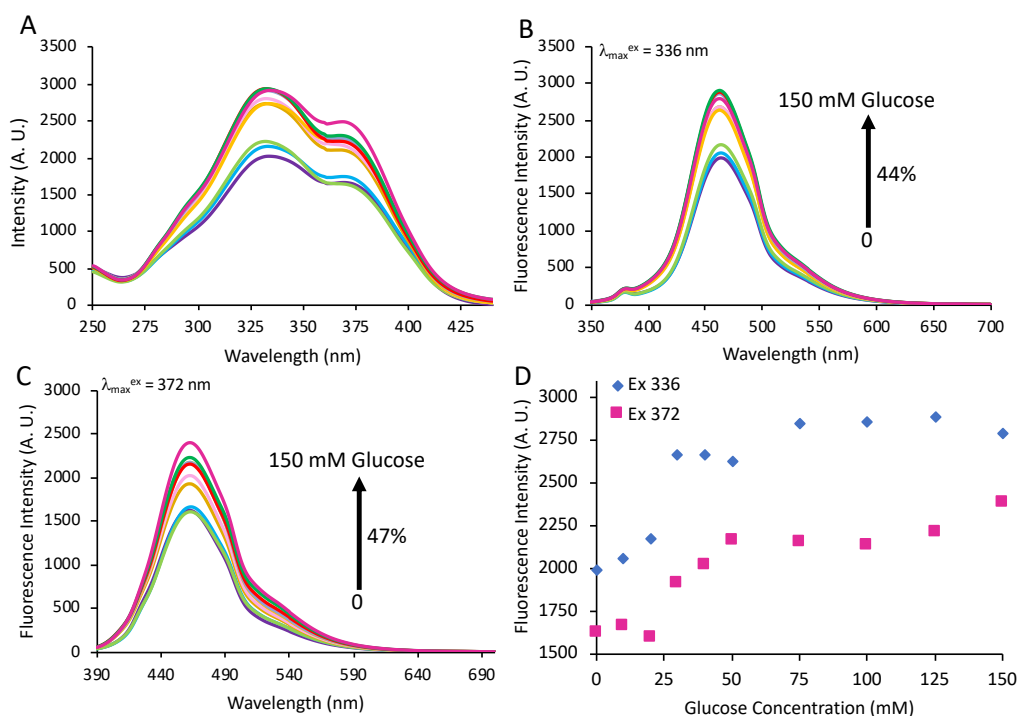 A
3500
3000
2500
2000
1500
1000
500
0
Intensity (A. U.)
250 275 300 325 350 375 400 425
Wavelength (nm)
B
λmax ex = 336 nm
3500
3000
2500
2000
1500
1000
500
0
Fluorescence Intensity (A. U.)
150 mM Glucose
44%
0
350 400 450 500 550 600 650 700
Wavelength (nm)
C
λmax ex = 372 nm
3000
2500
2000
1500
1000
500
0
Fluorescence Intensity (A. U.)
150 mM Glucose
47%
0
390 440 490 540 590 640 690
Wavelength (nm)
D
Ex 336
Ex 372
3000
2750
2500
2250
2000
1750
1500
Fluorescence Intensity (A. U.)
0 25 50 75 100 125 150
Glucose Concentration (mM)